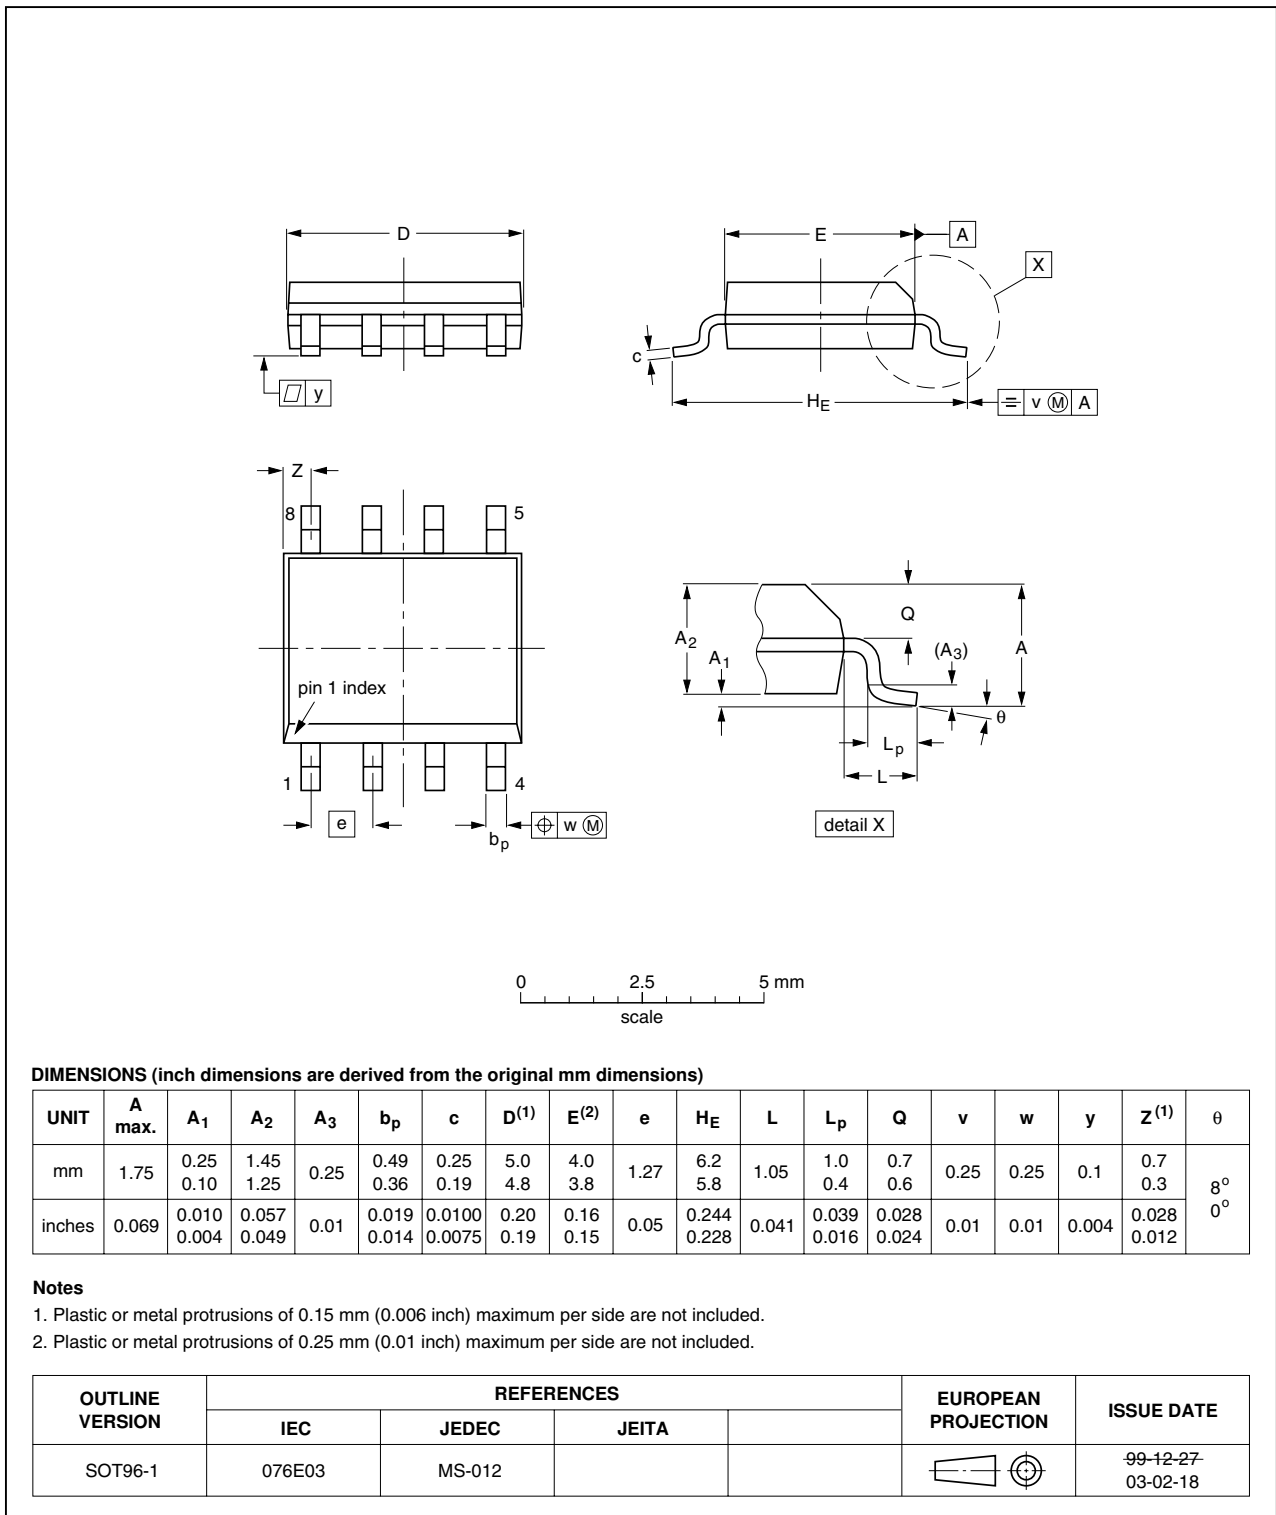 D
E
A
X
c
y
HE
v M A
Z
8
5
Q
A2
A1
(A3)
A
pin 1 index
θ
Lp
L
1
4
e
w M
bp
detail X
0 2.5 5 mm
scale
DIMENSIONS (inch dimensions are derived from the original mm dimensions)
UNIT A max. A1 A2 A3 bp c D(1) E(2) e HE L Lp Q v w y Z(1) θ
mm 1.75 0.25 0.10 1.45 1.25 0.25 0.49 0.36 0.25 0.19 5.0 4.8 4.0 3.8 1.27 6.2 5.8 1.05 1.0 0.4 0.7 0.6 0.25 0.25 0.1 0.7 0.3 8o 0o
inches 0.069 0.010 0.004 0.057 0.049 0.01 0.019 0.014 0.0100 0.0075 0.20 0.19 0.16 0.15 0.05 0.244 0.228 0.041 0.039 0.016 0.028 0.024 0.01 0.01 0.004 0.028 0.012
Notes
1. Plastic or metal protrusions of 0.15 mm (0.006 inch) maximum per side are not included.
2. Plastic or metal protrusions of 0.25 mm (0.01 inch) maximum per side are not included.
OUTLINE VERSION
REFERENCES
EUROPEAN PROJECTION
ISSUE DATE
IEC JEDEC JEITA
SOT96-1 076E03 MS-012
99-12-27
03-02-18